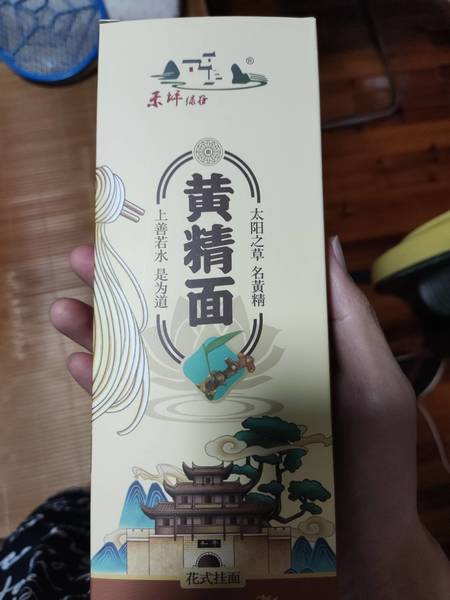 ®
黄精面
太阳之草 名黄精
上善若水 是为道
花式挂面